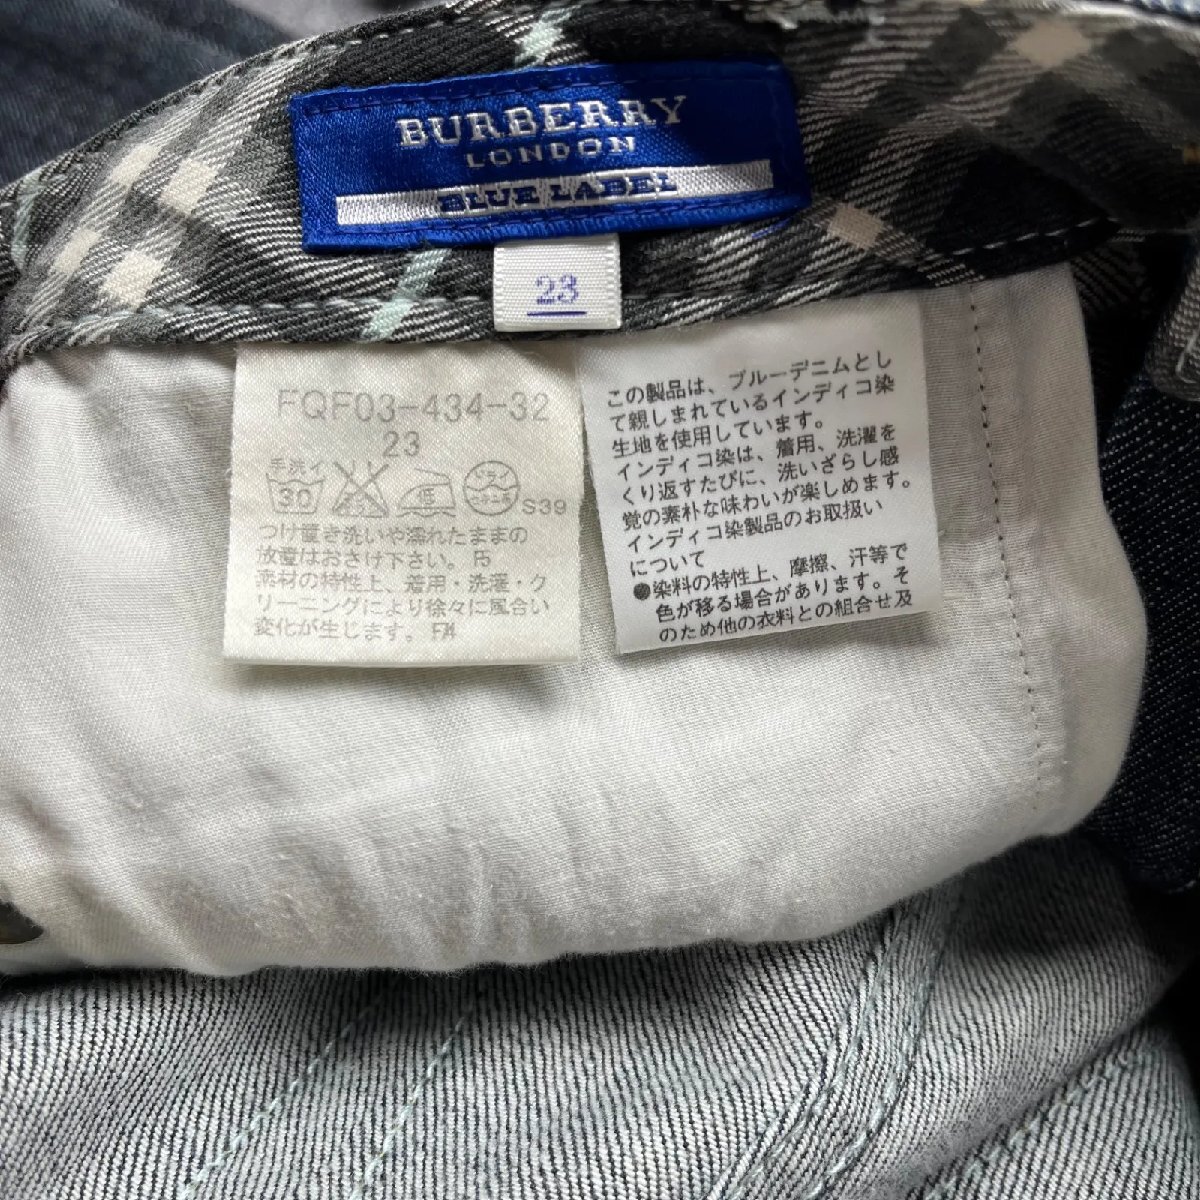 BURBERRY
LONDON
BLUE LABEL
23
FQF03-434-32
23
手洗イ
30
低
ドライ
セキユ系
S39
つけ置き洗いや濡れたままの
放置はおさけ下さい。F5
素材の特性上、着用・洗濯・ク
リーニングにより徐々に風合い
変化が生じます。FM
この製品は、ブルーデニムとし
て親しまれているインディコ染
生地を使用しています。
インディコ染は、着用、洗濯を
くり返すたびに、洗いざらし感
覚の素朴な味わいが楽しめます。
インディコ染製品のお取扱い
について
●染料の特性上、摩擦、汗等で
色が移る場合があります。そ
のため他の衣料との組合せ及